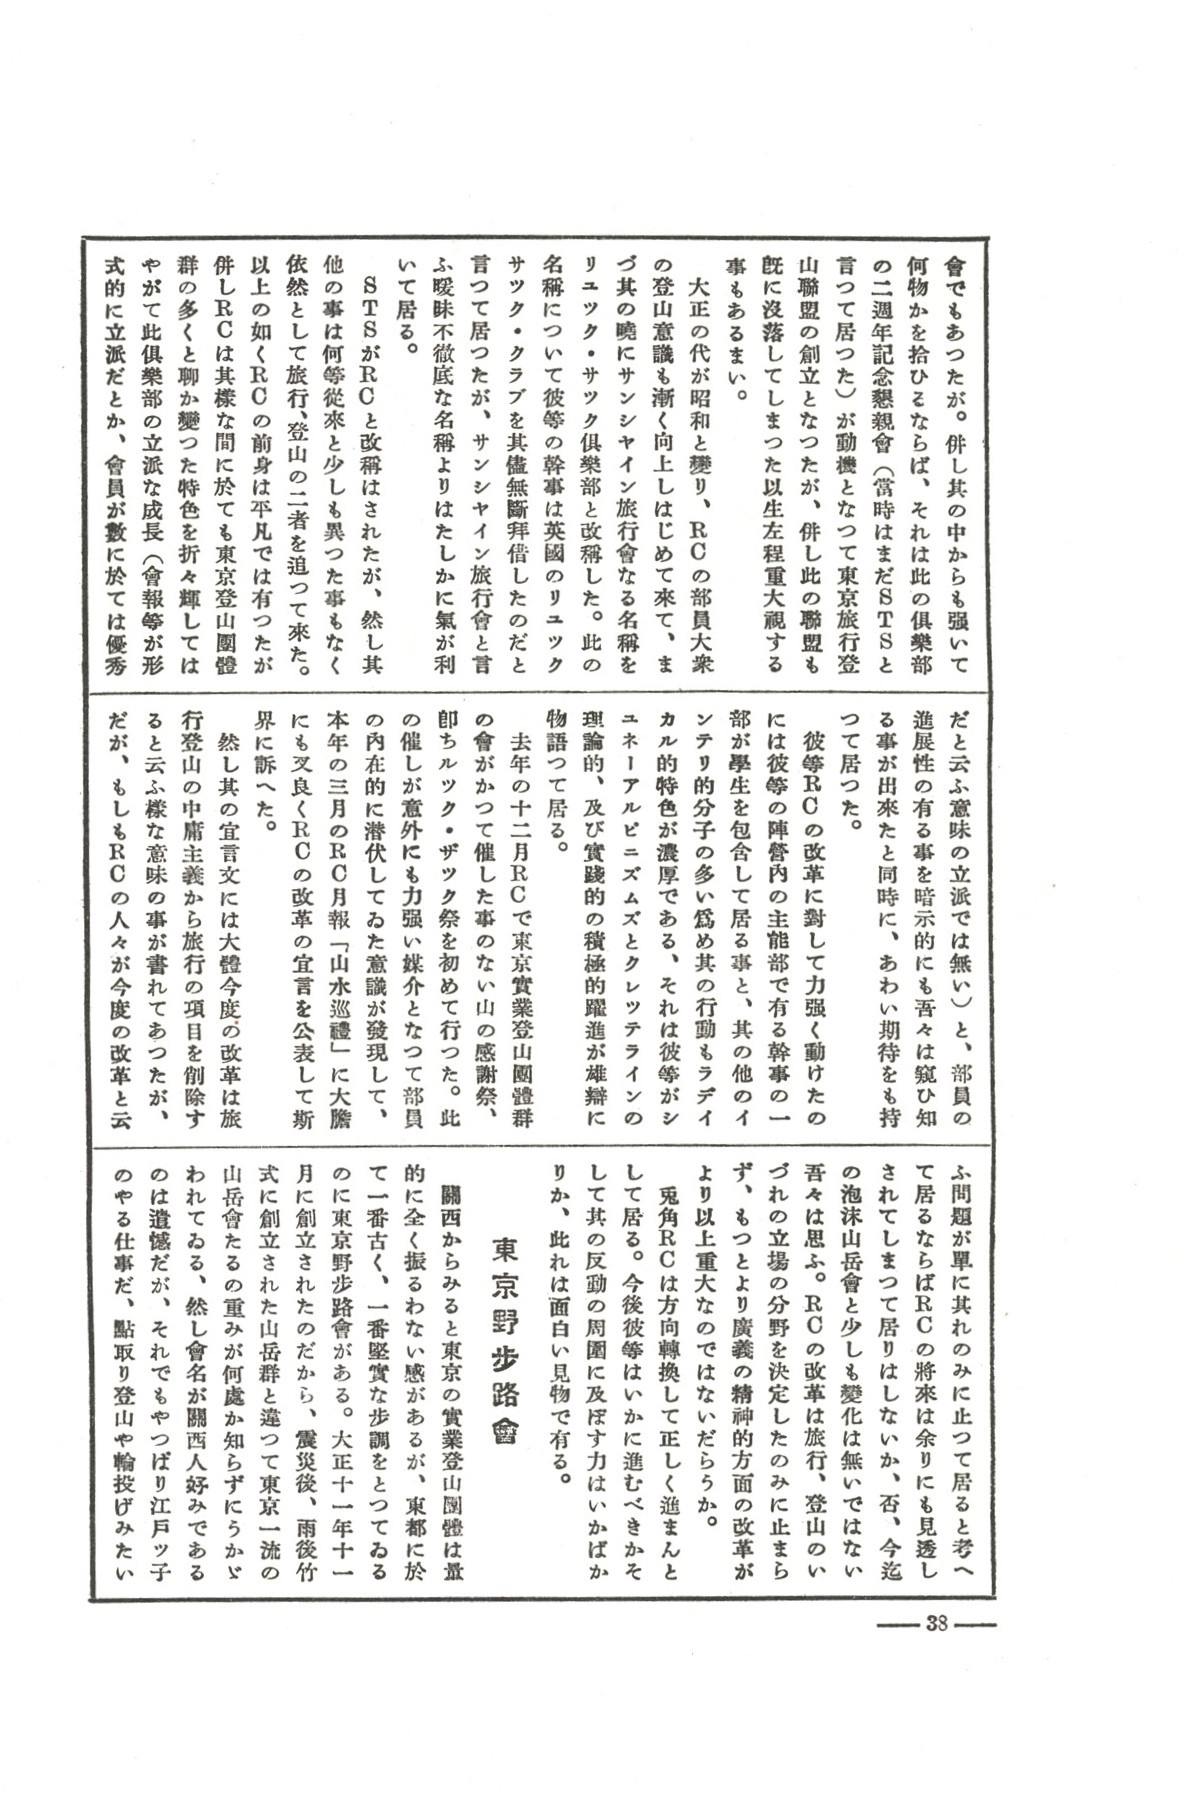 會でもあつたが。併し其の中からも强いて
何物かを拾ひるならば、それは此の俱樂部
の二週年記念懇親會（當時はまだＳＴＳと
言つて居つた）が動機となつて東京旅行登
山聯盟の創立となつたが、併し此の聯盟も
旣に沒落してしまつた以生左程重大視する
事もあるまい。
大正の代が昭和と變り、ＲＣの部員大衆
の登山意識も漸く向上しはじめて來て、ま
づ其の曉にサンシヤイン旅行會なる名稱を
リユツク・サツク俱樂部と改稱した。此の
名稱について彼等の幹事は英國のリユツク
サツク・クラブを其儘無斷拜借したのだと
言つて居つたが、サンシヤイン旅行會と言
ふ曖昧不徹底な名稱よりはたしかに氣が利
いて居る。
ＳＴＳがＲＣと改稱はされたが、然し其
他の事は何等從來と少しも異つた事もなく
依然として旅行、登山の二者を追つて來た。
以上の如くＲＣの前身は平凡では有つたが
併しＲＣは其樣な間に於ても東京登山團體
群の多くと聊か變つた特色を折々輝しては
やがて此俱樂部の立派な成長（會報等が形
式的に立派だとか、會員が數に於ては優秀
だと云ふ意味の立派では無い）と、部員の
進展性の有る事を暗示的にも吾々は窺ひ知
る事が出來たと同時に、あわい期待をも持
つて居つた。
彼等ＲＣの改革に對して力强く動けたの
には彼等の陣營內の主能部で有る幹事の一
部が學生を包含して居る事と、其の他のイ
ンテリ的分子の多い爲め其の行動もラデイ
カル的特色が濃厚である、それは彼等がシ
ユネーアルピニズムズとクレツテラインの
理論的、及び實踐的の積極的躍進が雄辯に
物語つて居る。
去年の十二月ＲＣで東京實業登山團體群
の會がかつて催した事のない山の感謝祭、
卽ちルツク・ザツク祭を初めて行つた。此
の催しが意外にも力强い媒介となつて部員
の內在的に潜伏してゐた意識が發現して、
本年の三月のＲＣ月報「山水巡禮」に大膽
にも又良くＲＣの改革の宣言を公表して斯
界に訴へた。
然し其の宣言文には大體今度の改革は旅
行登山の中庸主義から旅行の項目を削除す
ると云ふ樣な意味の事が書れてあつたが、
だが、もしもＲＣの人々が今度の改革と云
ふ問題が單に其れのみに止つて居ると考へ
て居るならばＲＣの將來は余りにも見透し
されてしまつて居りはしないか、否、今迄
の泡沫山岳會と少しも變化は無いではない
吾々は思ふ。ＲＣの改革は旅行、登山のい
づれの立場の分野を決定したのみに止まら
ず、もつとより廣義の精神的方面の改革が
より以上重大なのではないだらうか。
兎角ＲＣは方向轉換して正しく進まんと
して居る。今後彼等はいかに進むべきかそ
して其の反動の周圍に及ぼす力はいかばか
りか、此れは面白い見物で有る。
東京野步路會
關西からみると東京の實業登山團體は量
的に全く振るわない感があるが、東都に於
て一番古く、一番堅實な步調をとつてゐる
のに東京野步路會がある。大正十一年十一
月に創立されたのだから、震災後、雨後竹
式に創立された山岳群と違つて東京一流の
山岳會たるの重みが何處か知らずにうかゞ
われてゐる、然し會名が關西人好みである
のは遺憾だが、それでもやつぱり江戶ッ子
のやる仕事だ、點取り登山や輪投げみたい
38